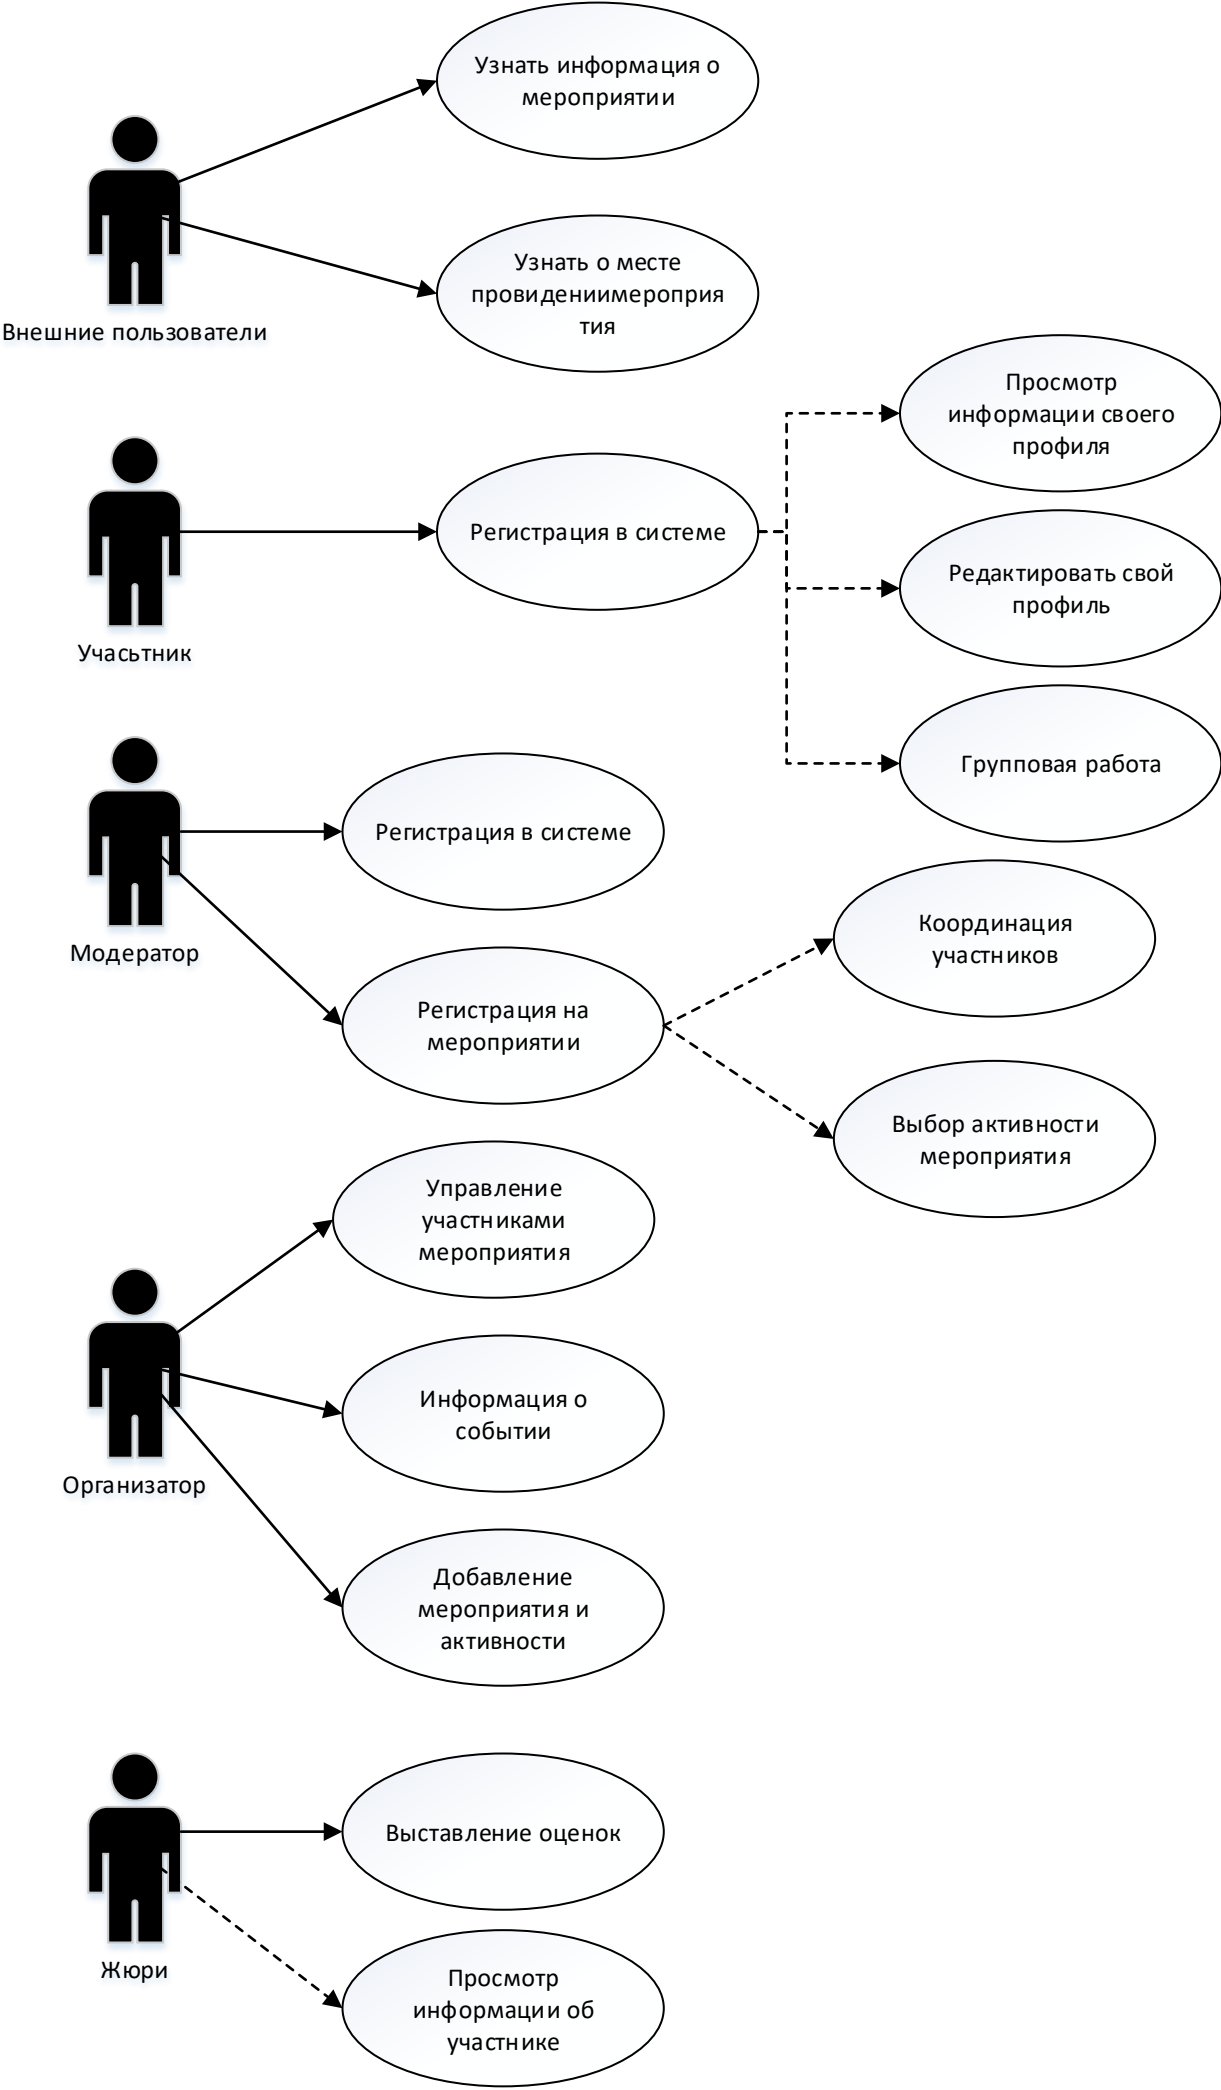 Узнать информация о
мероприятии
Узнать о месте
провидениимероприя
тия
Внешние пользователи
Просмотр
информации своего
профиля
Регистрация в системе
Редактировать свой
профиль
Учасьтник
Групповая работа
Регистрация в системе
Модератор
Координация
участников
Регистрация на
мероприятии
Выбор активности
мероприятия
Управление
участниками
мероприятия
Информация о
событии
Организатор
Добавление
мероприятия и
активности
Выставление оценок
Жюри
Просмотр
информации об
участнике